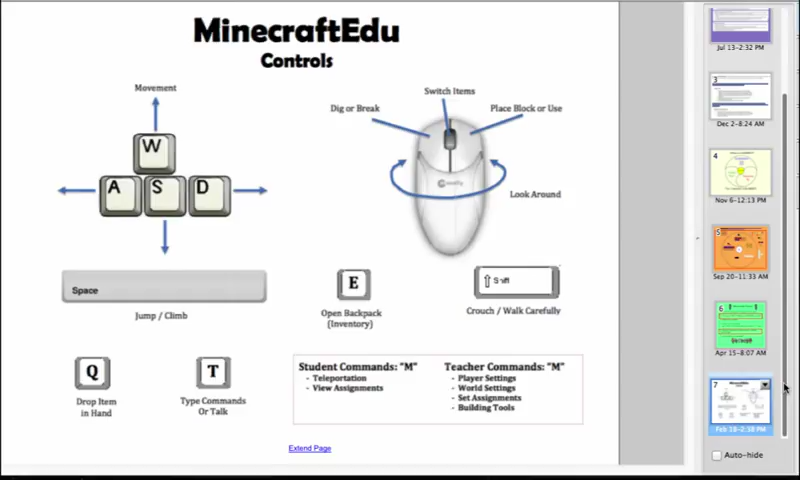 MinecraftEdu
Controls
Movement
W
A S D
Switch Items
Dig or Break
Place Block or Use
Look Around
Space
Jump / Climb
E
Open Backpack
(Inventory)
⇧ Shift
Crouch / Walk Carefully
Q
Drop Item
in Hand
T
Type Commands
Or Talk
Student Commands: "M"
- Teleportation
- View Assignments
Teacher Commands: "M"
- Player Settings
- World Settings
- Set Assignments
- Building Tools
Extend Page
Jul 13-2:32 PM
3
Dec 2-8:24 AM
4
Nov 6-12:13 PM
5
Sep 20-11:33 AM
6
Apr 15-8:07 AM
7
Feb 18-2:38 PM
Auto-hide